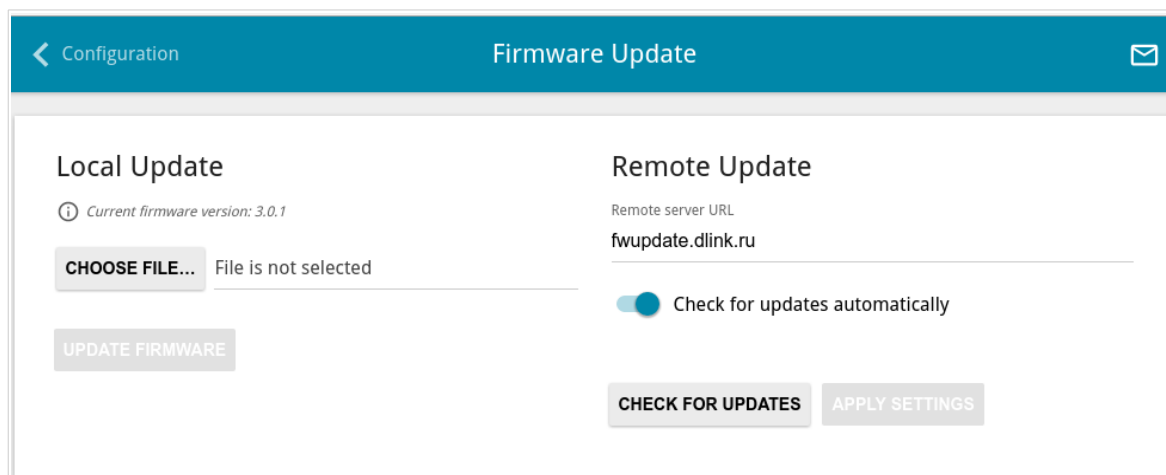 Configuration
Firmware Update
Local Update
Current firmware version: 3.0.1
CHOOSE FILE...
File is not selected
UPDATE FIRMWARE
Remote Update
Remote server URL
fwupdate.dlink.ru
Check for updates automatically
CHECK FOR UPDATES
APPLY SETTINGS